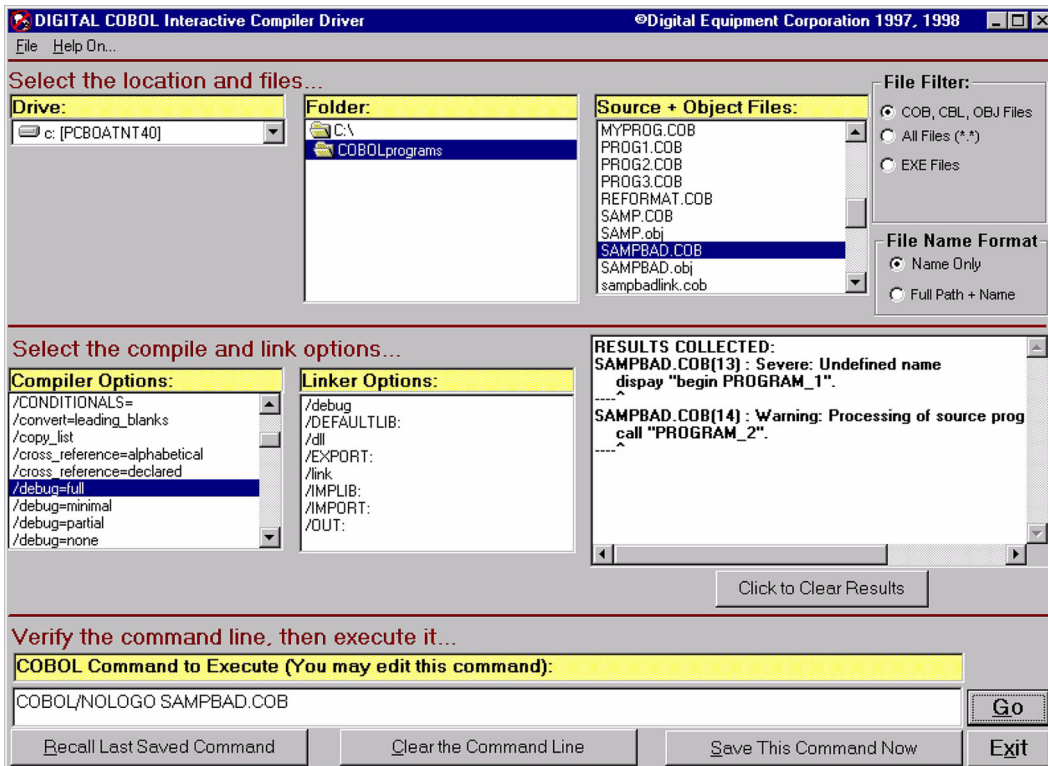 DIGITAL COBOL Interactive Compiler Driver ©Digital Equipment Corporation 1997, 1998
File Help On...
Select the location and files...
Drive:
c: [PCBOATNT40]
Folder:
C:\
COBOLprograms
Source + Object Files:
MYPROG.COB
PROG1.COB
PROG2.COB
PROG3.COB
REFORMAT.COB
SAMP.COB
SAMP.obj
SAMPBAD.COB
SAMPBAD.obj
sampbadlink.cob
File Filter:
COB, CBL, OBJ Files
All Files (*.*)
EXE Files
File Name Format
Name Only
Full Path + Name
Select the compile and link options...
Compiler Options:
/CONDITIONALS=
/convert=leading_blanks
/copy_list
/cross_reference=alphabetical
/cross_reference=declared
/debug=full
/debug=minimal
/debug=partial
/debug=none
Linker Options:
/debug
/DEFAULTLIB:
/dll
/EXPORT:
/link
/IMPLIB:
/IMPORT:
/OUT:
RESULTS COLLECTED:
SAMPBAD.COB(13) : Severe: Undefined name
dispay "begin PROGRAM_1".
----^
SAMPBAD.COB(14) : Warning: Processing of source prog
call "PROGRAM_2".
----^
Click to Clear Results
Verify the command line, then execute it...
COBOL Command to Execute (You may edit this command):
COBOL/NOLOGO SAMPBAD.COB
Go
Recall Last Saved Command Clear the Command Line Save This Command Now Exit